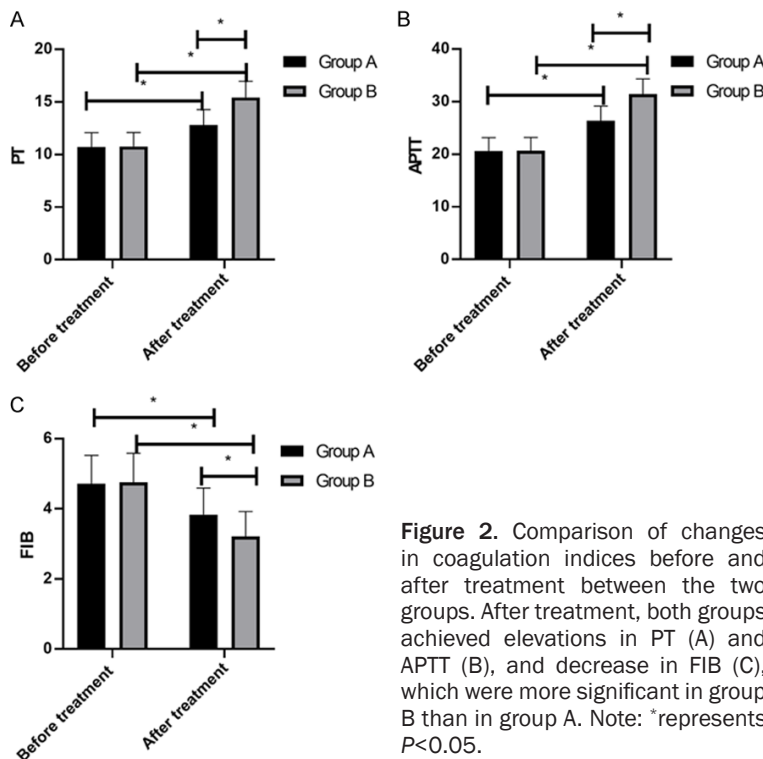 A
*
*
*
20
15
10
5
0
PT
Group A
Group B
Before treatment
After treatment
B
*
*
*
40
30
20
10
0
APTT
Group A
Group B
Before treatment
After treatment
C
*
*
*
6
4
2
0
FIB
Group A
Group B
Before treatment
After treatment
Figure 2. Comparison of changes
in coagulation indices before and
after treatment between the two
groups. After treatment, both groups
achieved elevations in PT (A) and
APTT (B), and decrease in FIB (C),
which were more significant in group
B than in group A. Note: *represents
P<0.05.